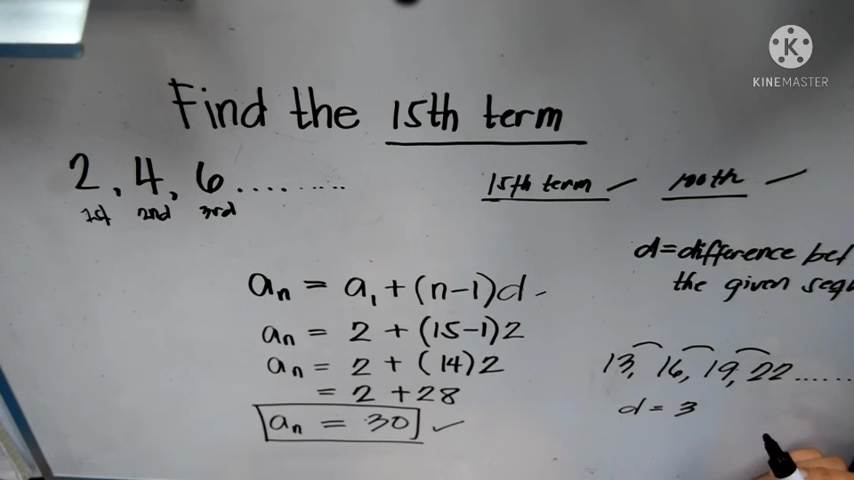 K
KINEMASTER
Find the 15th term
2, 4, 6..........
1st 2nd 3rd
15th term ✓ 100th ✓
d=difference bet
the given sequ
aₙ = a₁ + (n-1)d
aₙ = 2 + (15-1)2
aₙ = 2 + (14)2
= 2 + 28
aₙ = 30 ✓
13, 16, 19, 22......
d = 3